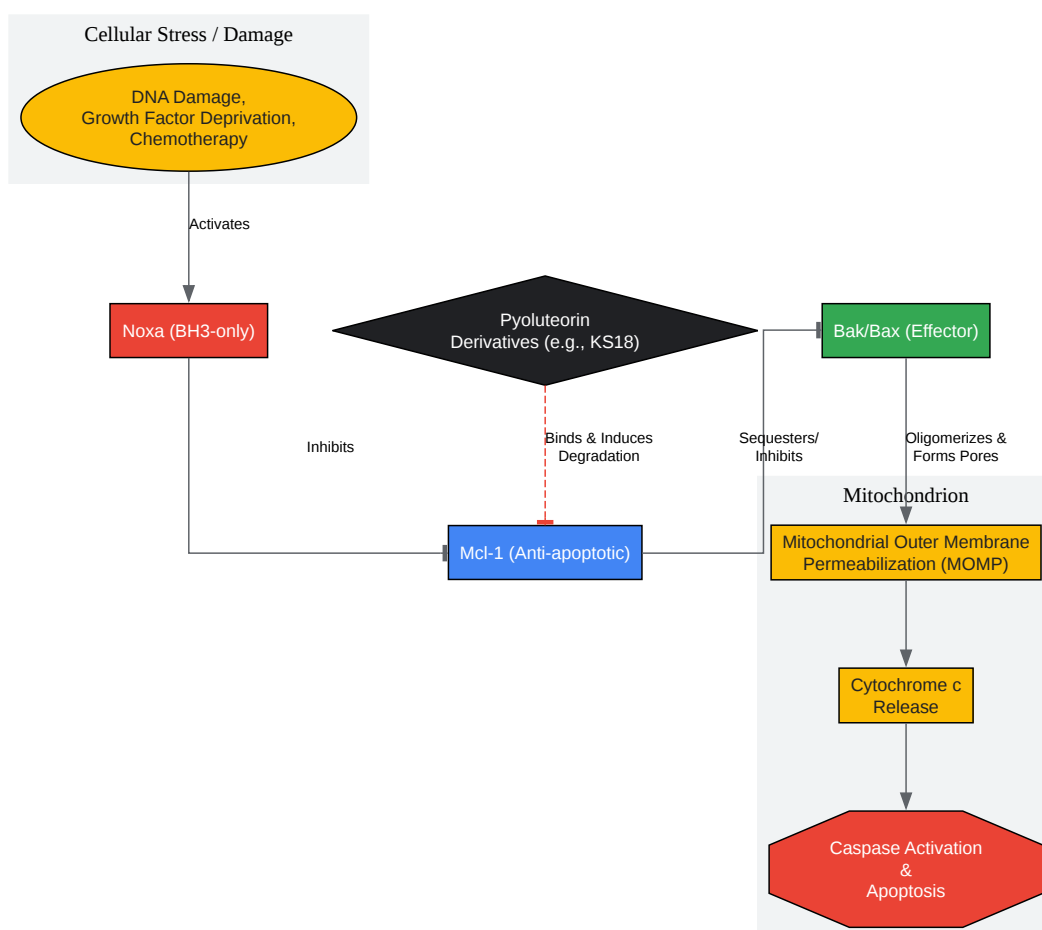 Cellular Stress / Damage
DNA Damage,
Growth Factor Deprivation,
Chemotherapy
Activates
Noxa (BH3-only)
Pyoluteorin
Derivatives (e.g., KS18)
Bak/Bax (Effector)
Inhibits
Binds & Induces
Degradation
Sequesters/
Inhibits
Oligomerizes &
Forms Pores
Mitochondrion
Mcl-1 (Anti-apoptotic)
Mitochondrial Outer Membrane
Permeabilization (MOMP)
Cytochrome c
Release
Caspase Activation
&
Apoptosis